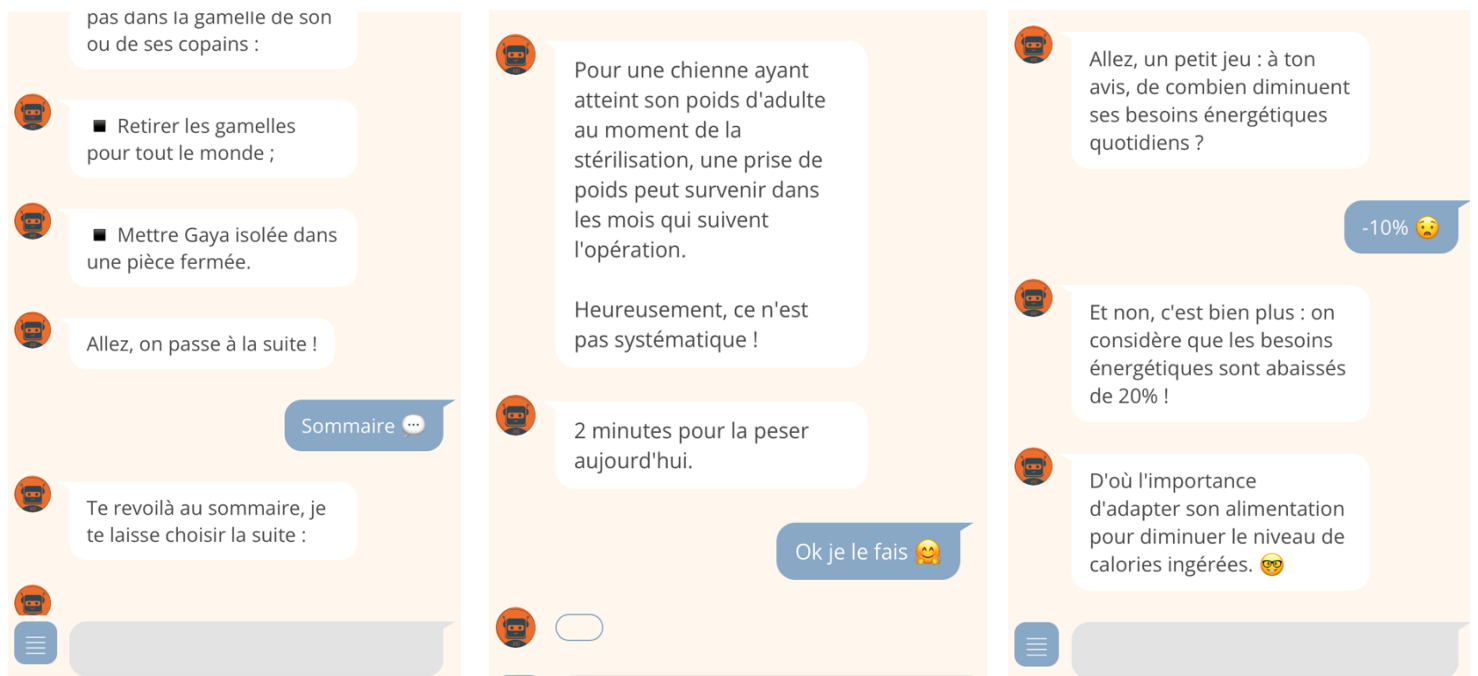 pas dans la gamelle de son
ou de ses copains :
▪ Retirer les gamelles
pour tout le monde ;
▪ Mettre Gaya isolée dans
une pièce fermée.
Allez, on passe à la suite !
Sommaire 💬
Te revoilà au sommaire, je
te laisse choisir la suite :
Pour une chienne ayant
atteint son poids d'adulte
au moment de la
stérilisation, une prise de
poids peut survenir dans
les mois qui suivent
l'opération.
Heureusement, ce n'est
pas systématique !
2 minutes pour la peser
aujourd'hui.
Ok je le fais 🤗
Allez, un petit jeu : à ton
avis, de combien diminuent
ses besoins énergétiques
quotidiens ?
-10% 😧
Et non, c'est bien plus : on
considère que les besoins
énergétiques sont abaissés
de 20% !
D'où l'importance
d'adapter son alimentation
pour diminuer le niveau de
calories ingérées. 🤓